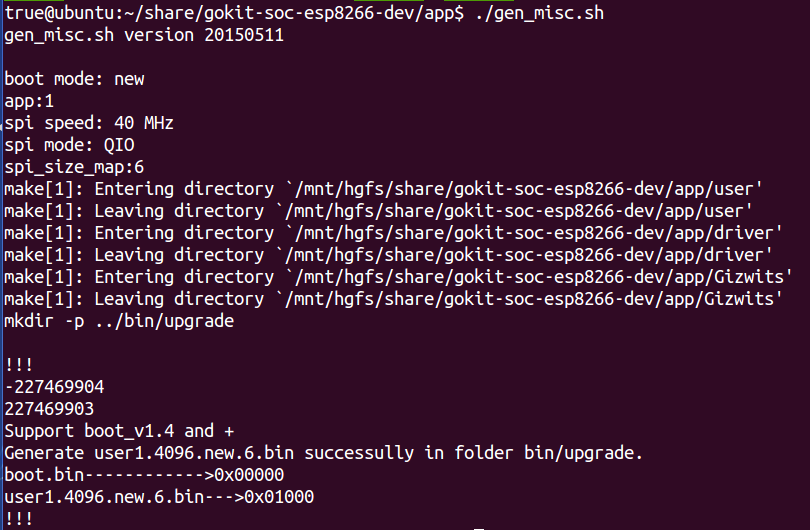 true@ubuntu:~/share/gokit-soc-esp8266-dev/app$ ./gen_misc.sh
gen_misc.sh version 20150511

boot mode: new
app:1
spi speed: 40 MHz
spi mode: QIO
spi_size_map:6
make[1]: Entering directory `/mnt/hgfs/share/gokit-soc-esp8266-dev/app/user'
make[1]: Leaving directory `/mnt/hgfs/share/gokit-soc-esp8266-dev/app/user'
make[1]: Entering directory `/mnt/hgfs/share/gokit-soc-esp8266-dev/app/driver'
make[1]: Leaving directory `/mnt/hgfs/share/gokit-soc-esp8266-dev/app/driver'
make[1]: Entering directory `/mnt/hgfs/share/gokit-soc-esp8266-dev/app/Gizwits'
make[1]: Leaving directory `/mnt/hgfs/share/gokit-soc-esp8266-dev/app/Gizwits'
mkdir -p ../bin/upgrade

!!!
-227469904
227469903
Support boot_v1.4 and +
Generate user1.4096.new.6.bin successully in folder bin/upgrade.
boot.bin------------>0x00000
user1.4096.new.6.bin--->0x01000
!!!